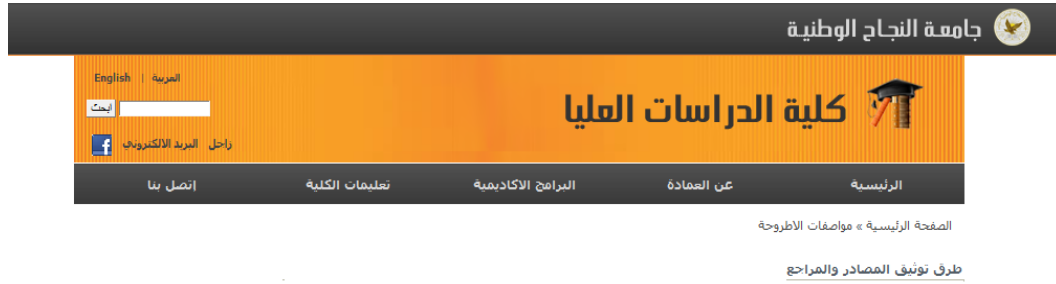 جامعة النجاح الوطنية
العربية | English
كلية الدراسات العليا
ابحث
زاجل البريد الالكتروني
الرئيسية عن العمادة البرامج الاكاديمية تعليمات الكلية إتصل بنا
الصفحة الرئيسية » مواصفات الاطروحة
طرق توثيق المصادر والمراجع